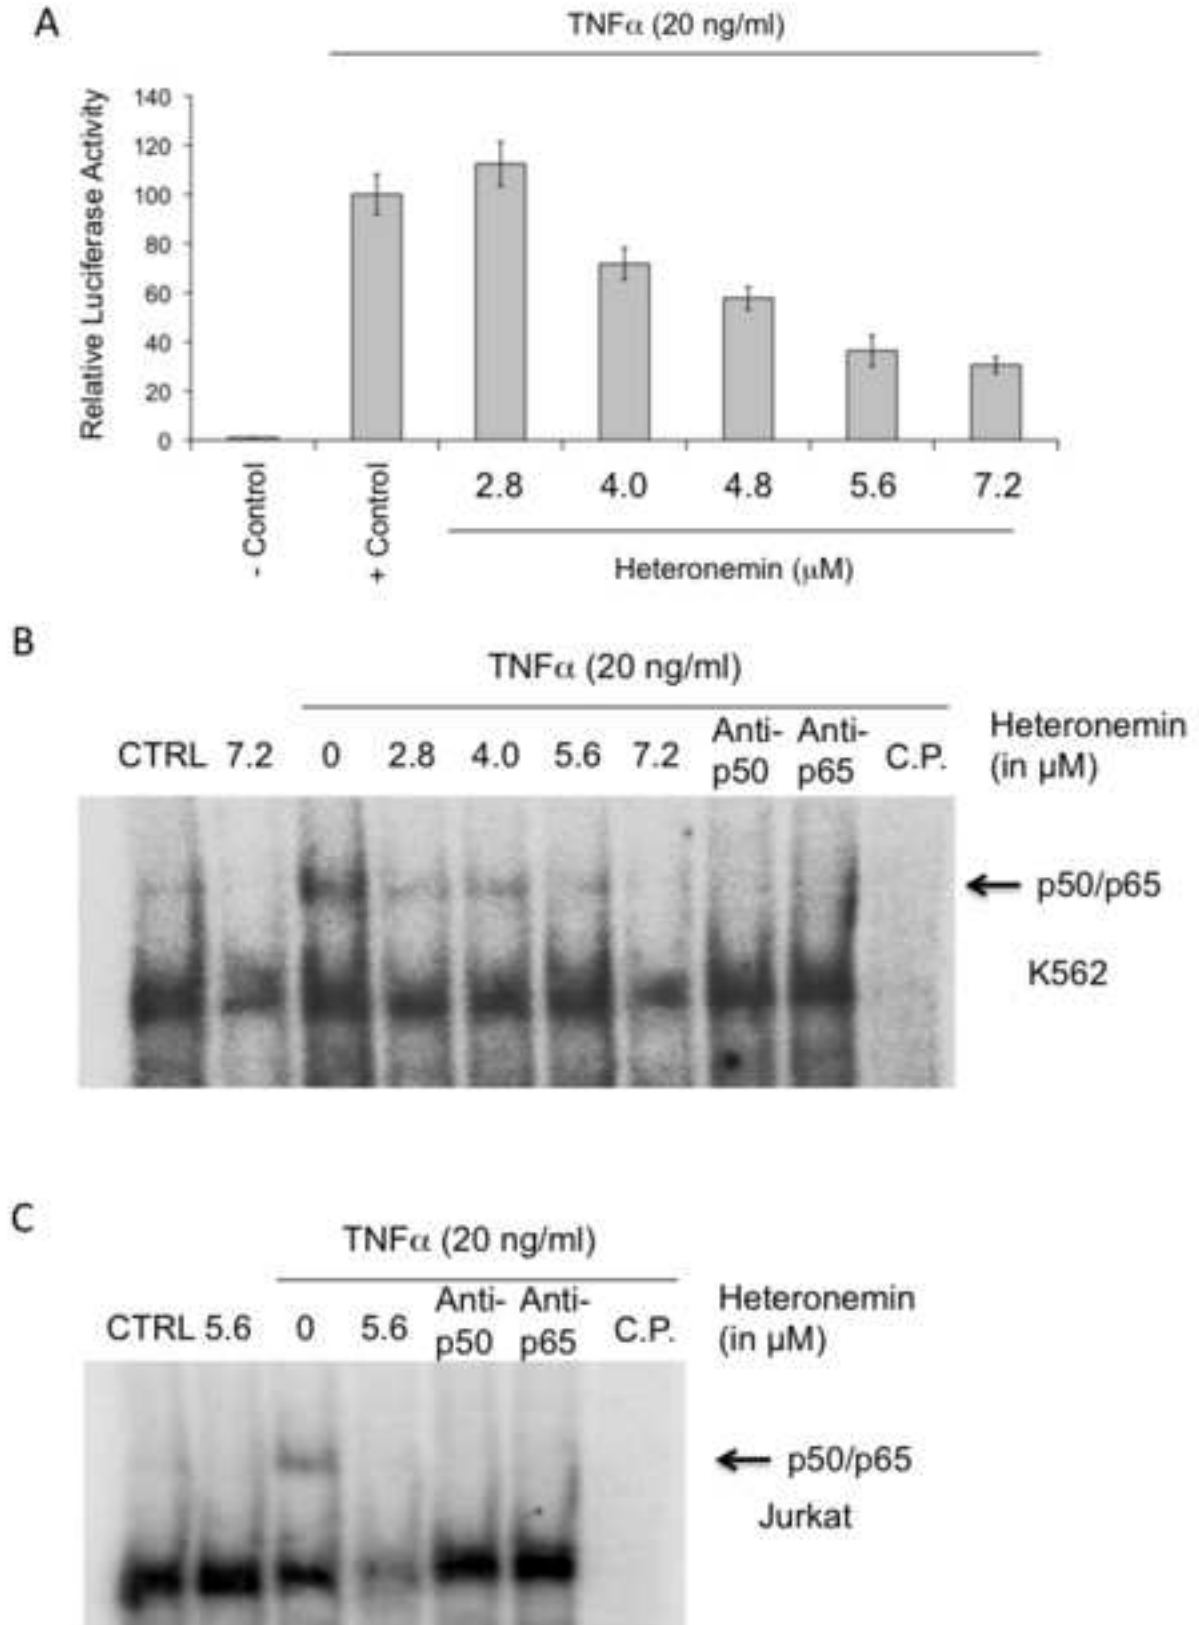 A
TNFα (20 ng/ml)
Relative Luciferase Activity
140
120
100
80
60
40
20
0
- Control
+ Control
2.8 4.0 4.8 5.6 7.2
Heteronemin (μM)
B
TNFα (20 ng/ml)
CTRL 7.2 0 2.8 4.0 5.6 7.2 Anti-p50 Anti-p65 C.P.
Heteronemin
(in μM)
p50/p65
K562
C
TNFα (20 ng/ml)
CTRL 5.6 0 5.6 Anti-p50 Anti-p65 C.P.
Heteronemin
(in μM)
p50/p65
Jurkat